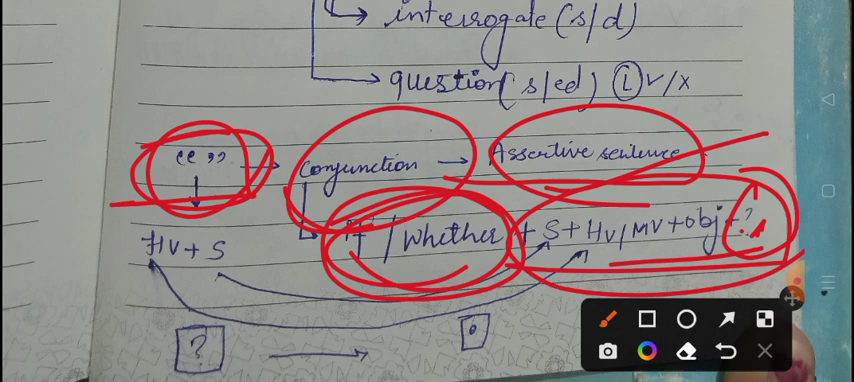 interrogate (s/d)
question( s/ed) Ⓛ✓/x
“ ” → conjunction → Assertive sentence
if / Whether + S + HV/MV + obj + ?
HV + S
? → .